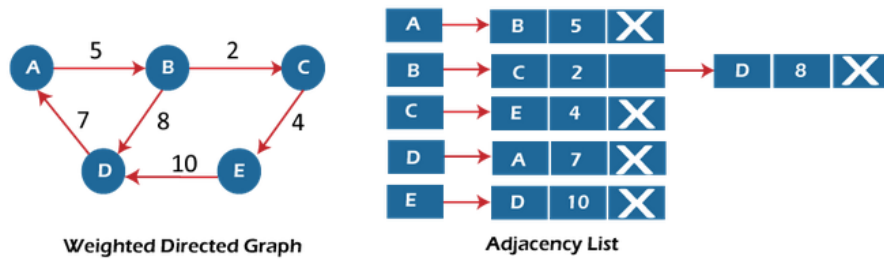 5
2
A
B
C
7
8
4
10
D
E
Weighted Directed Graph
A B 5 X
B C 2 D 8 X
C E 4 X
D A 7 X
E D 10 X
Adjacency List